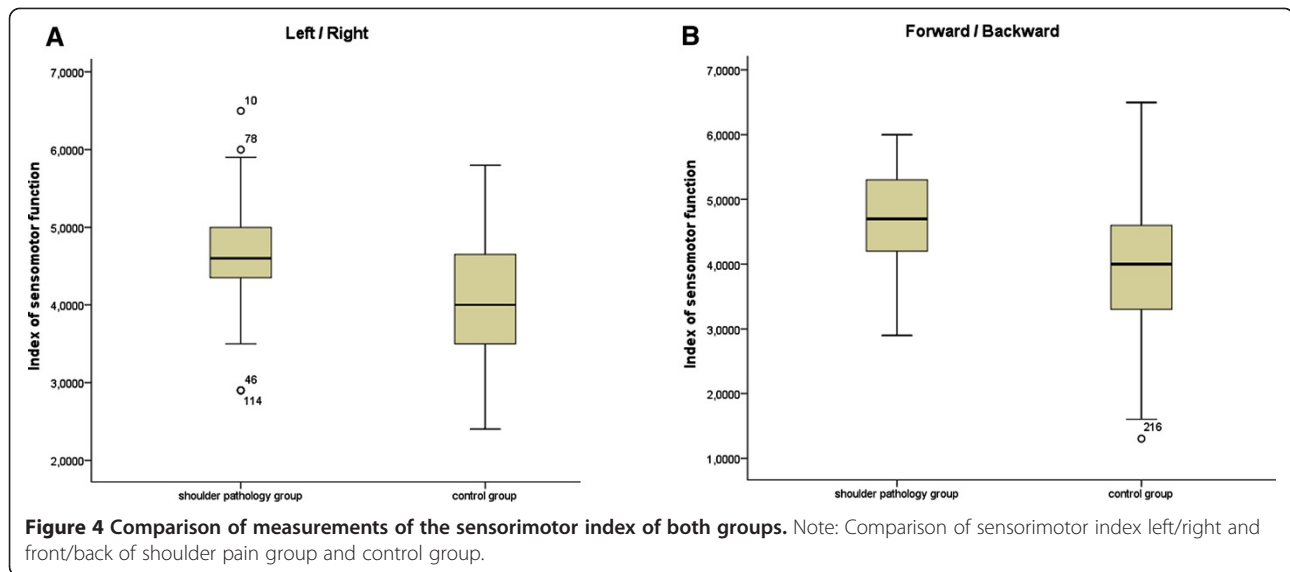 A
Left / Right
Index of sensomotor function
7,0000
6,0000
5,0000
4,0000
3,0000
2,0000
10
78
46
114
shoulder pathology group
control group
B
Forward / Backward
Index of sensomotor function
7,0000
6,0000
5,0000
4,0000
3,0000
2,0000
1,0000
216
shoulder pathology group
control group
Figure 4 Comparison of measurements of the sensorimotor index of both groups. Note: Comparison of sensorimotor index left/right and
front/back of shoulder pain group and control group.